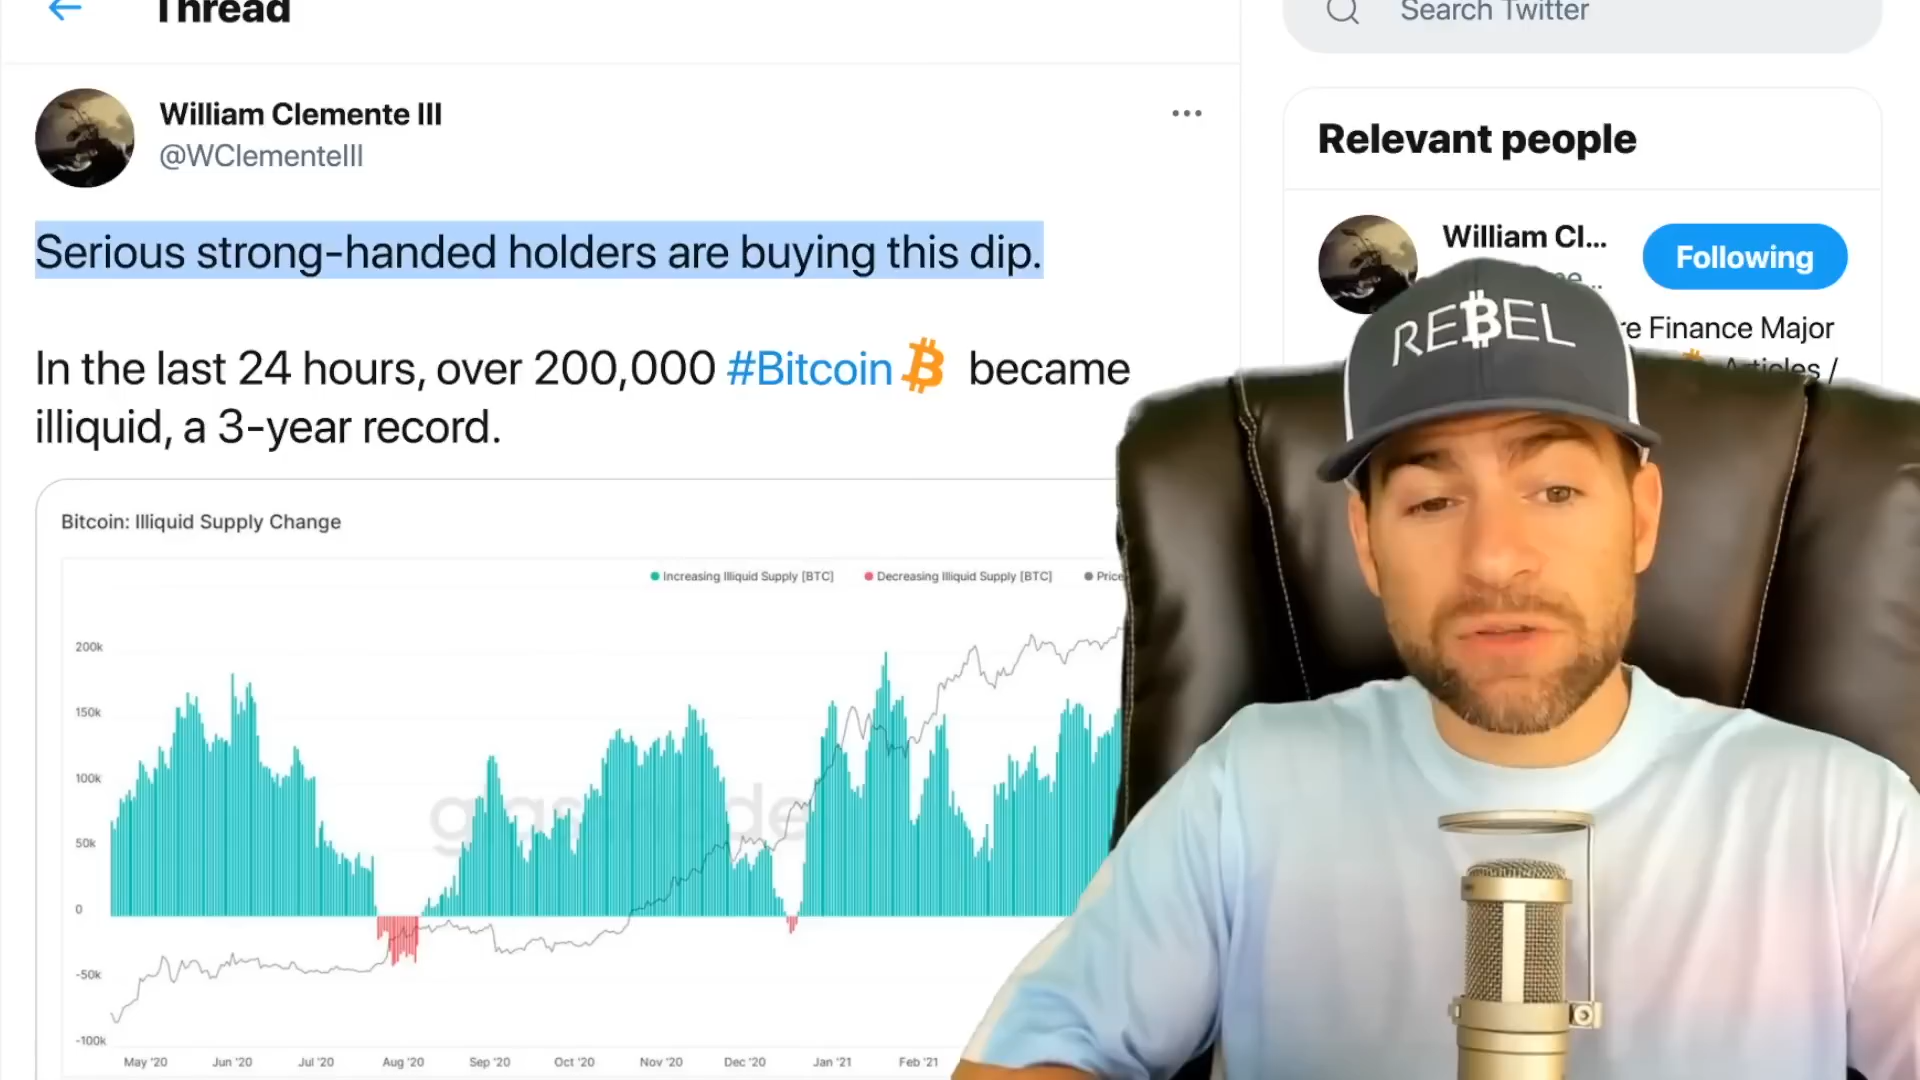 Thread
Search Twitter
William Clemente III
@WClementeIII
Serious strong-handed holders are buying this dip.
In the last 24 hours, over 200,000 #Bitcoin became
illiquid, a 3-year record.
Bitcoin: Illiquid Supply Change
Increasing Illiquid Supply [BTC] Decreasing Illiquid Supply [BTC] Price
200k
150k
100k
50k
0
-50k
-100k
glassnode
May '20 Jun '20 Jul '20 Aug '20 Sep '20 Oct '20 Nov '20 Dec '20 Jan '21 Feb '21
Relevant people
William Cl...
Following
re Finance Major
Articles /
REBEL